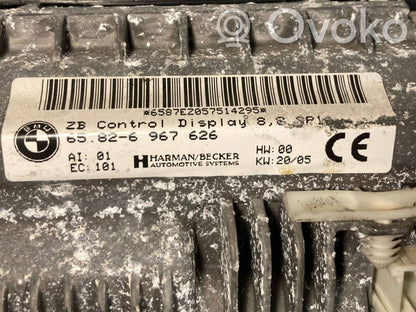 Ovoko
*6587EZ057514295*
BMW
ZB Control Display 8,8
65.82-6 967 626
AI: 01
EC: 101
HARMAN/BECKER
AUTOMOTIVE SYSTEMS
HW: 00
KW: 20/05
CE